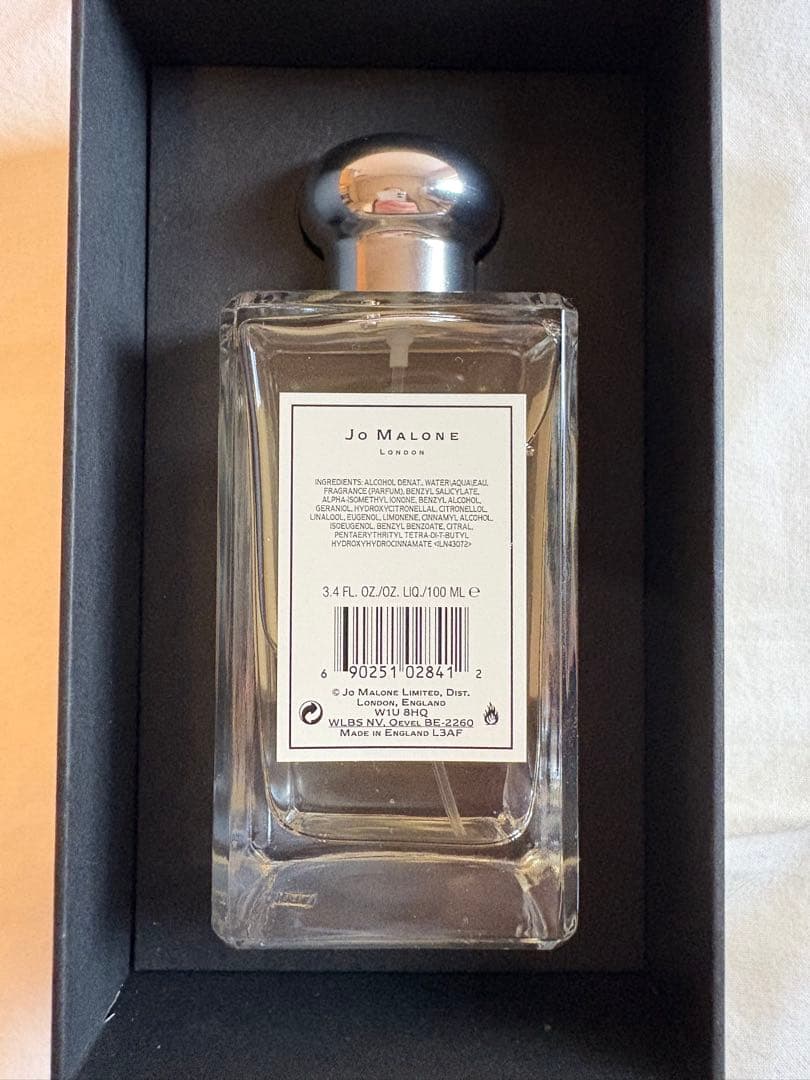 JO MALONE
LONDON
INGREDIENTS: ALCOHOL DENAT., WATER\AQUA\EAU,
FRAGRANCE (PARFUM), BENZYL SALICYLATE,
ALPHA-ISOMETHYL IONONE, BENZYL ALCOHOL,
GERANIOL, HYDROXYCITRONELLAL, CITRONELLOL,
LINALOOL, EUGENOL, LIMONENE, CINNAMYL ALCOHOL,
ISOEUGENOL, BENZYL BENZOATE, CITRAL,
PENTAERYTHRITYL TETRA-DI-T-BUTYL
HYDROXYHYDROCINNAMATE <ILN43072>
3.4 FL. OZ./OZ. LIQ./100 ML ℮
6 90251 02841 2
© JO MALONE LIMITED, DIST.
LONDON, ENGLAND
W1U 8HQ
WLBS NV, OEVEL BE-2260
MADE IN ENGLAND L3AF